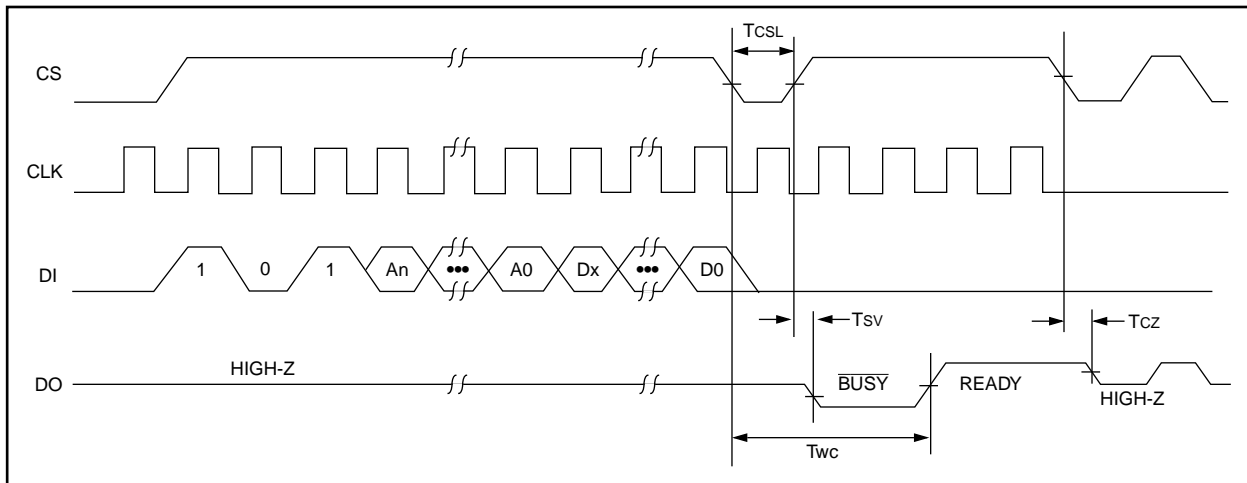 TCSL
CS
CLK
DI
1
0
1
An
•••
A0
Dx
•••
D0
TSV
TCZ
DO
HIGH-Z
BUSY
READY
HIGH-Z
TWC